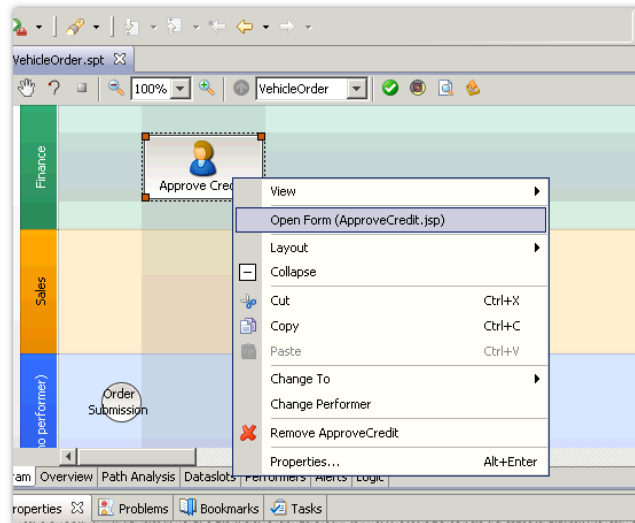 VehicleOrder.spt
100%
VehicleOrder
Finance
Approve Cred
View
Open Form (ApproveCredit.jsp)
Layout
Collapse
Cut Ctrl+X
Copy Ctrl+C
Paste Ctrl+V
Change To
Change Performer
Remove ApproveCredit
Properties... Alt+Enter
Sales
o performer)
Order
Submission
am Overview Path Analysis Dataslots Performers Alerts Logic
roperties Problems Bookmarks Tasks